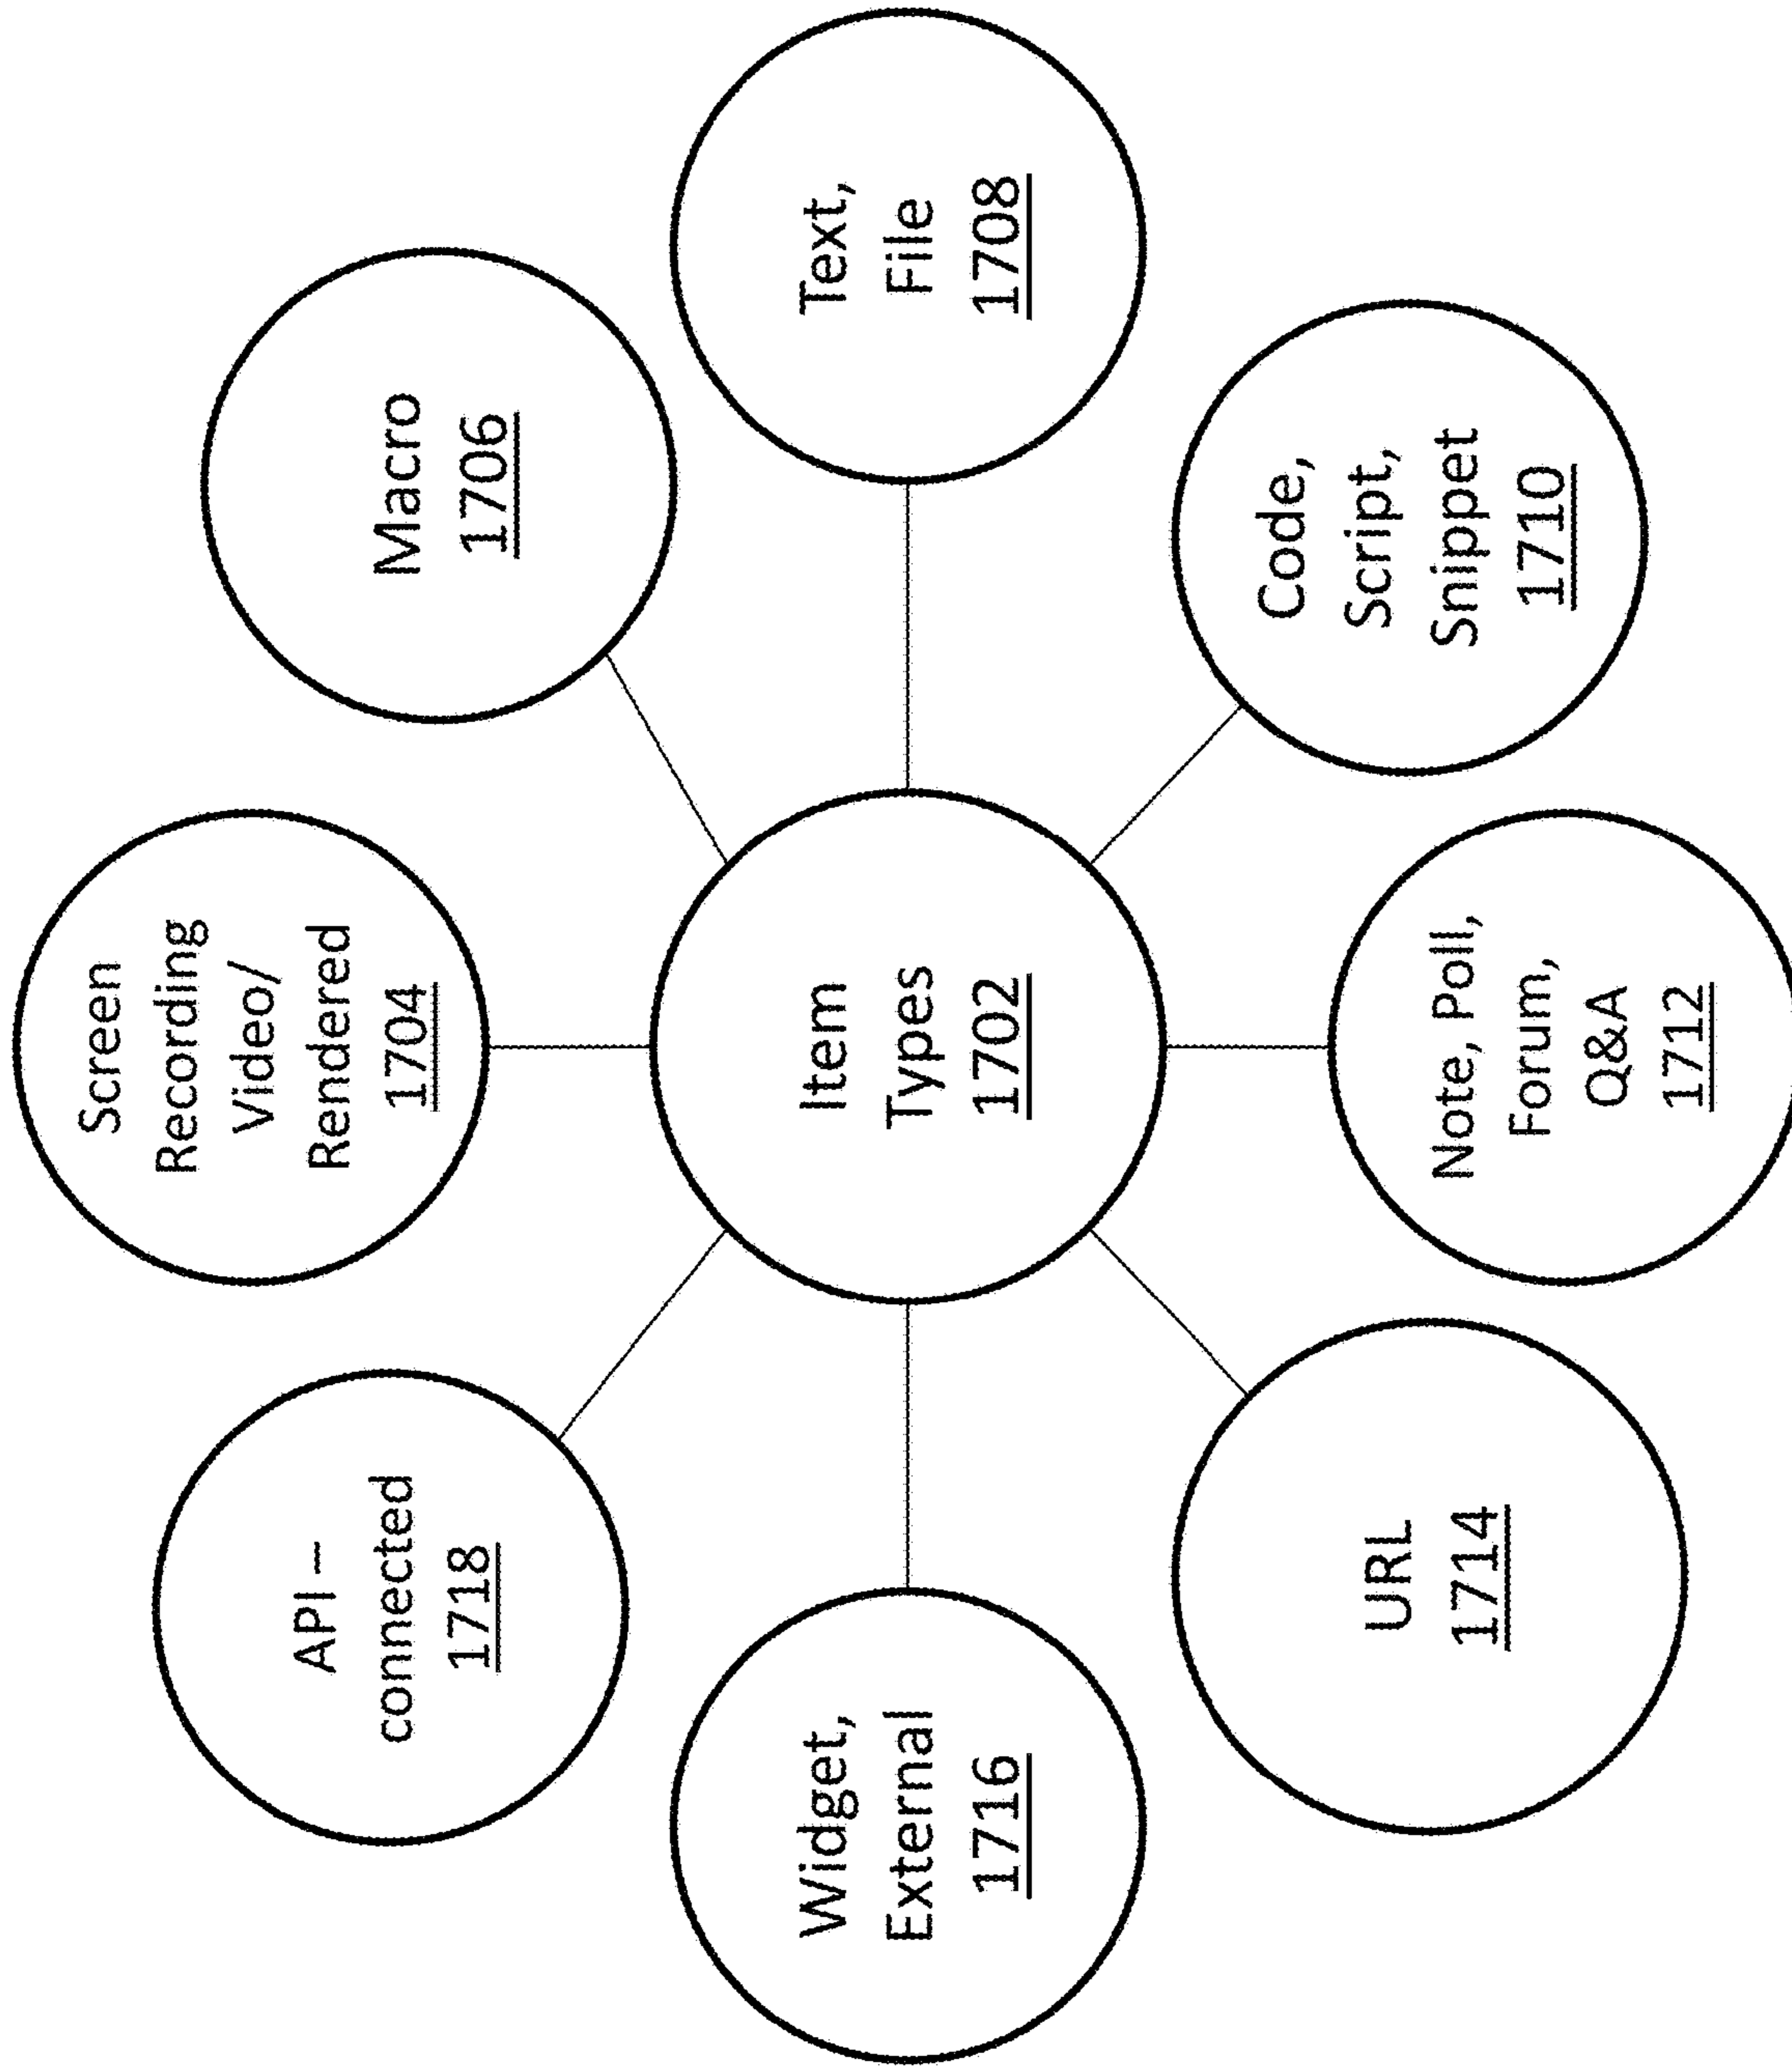 Screen
Recording
Video/
Rendered
1704
Macro
1706
Text,
File
1708
Code,
Script,
Snippet
1710
Note, Poll,
Forum,
Q&A
1712
URL
1714
Widget,
External
1716
API –
connected
1718
Item
Types
1702